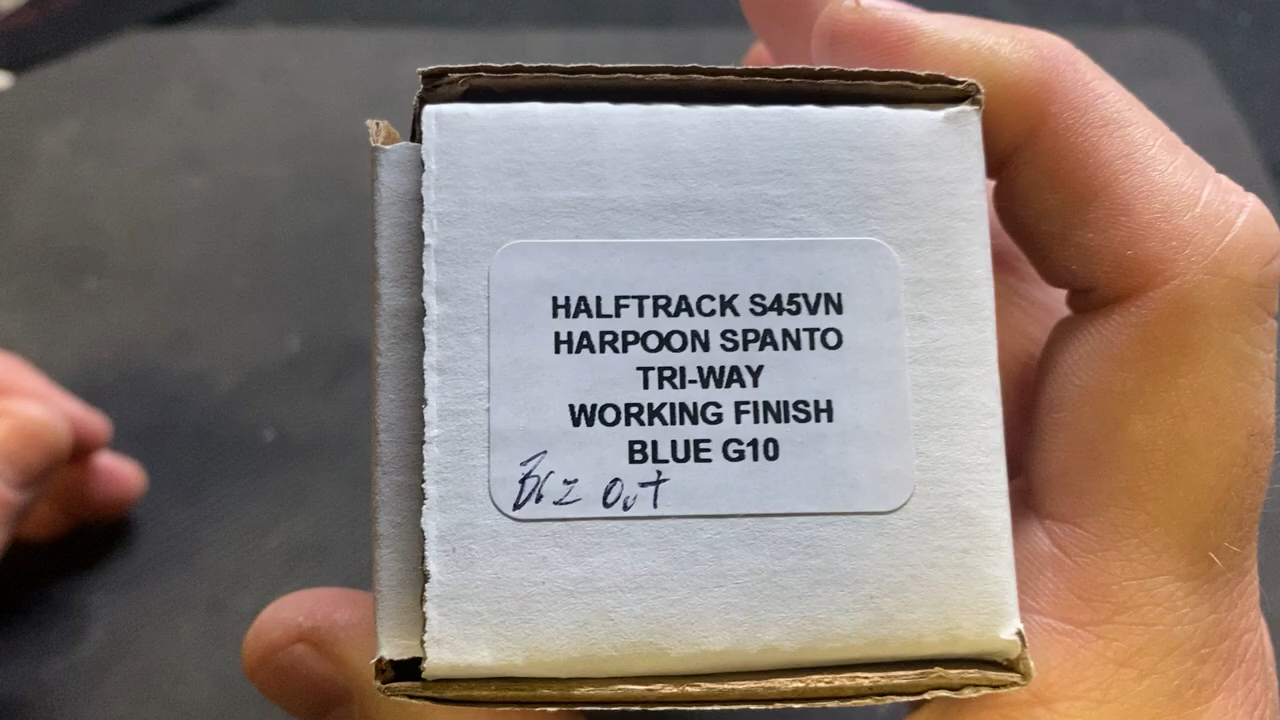 HALFTRACK S45VN
HARPOON SPANTO
TRI-WAY
WORKING FINISH
BLUE G10
Brz Out